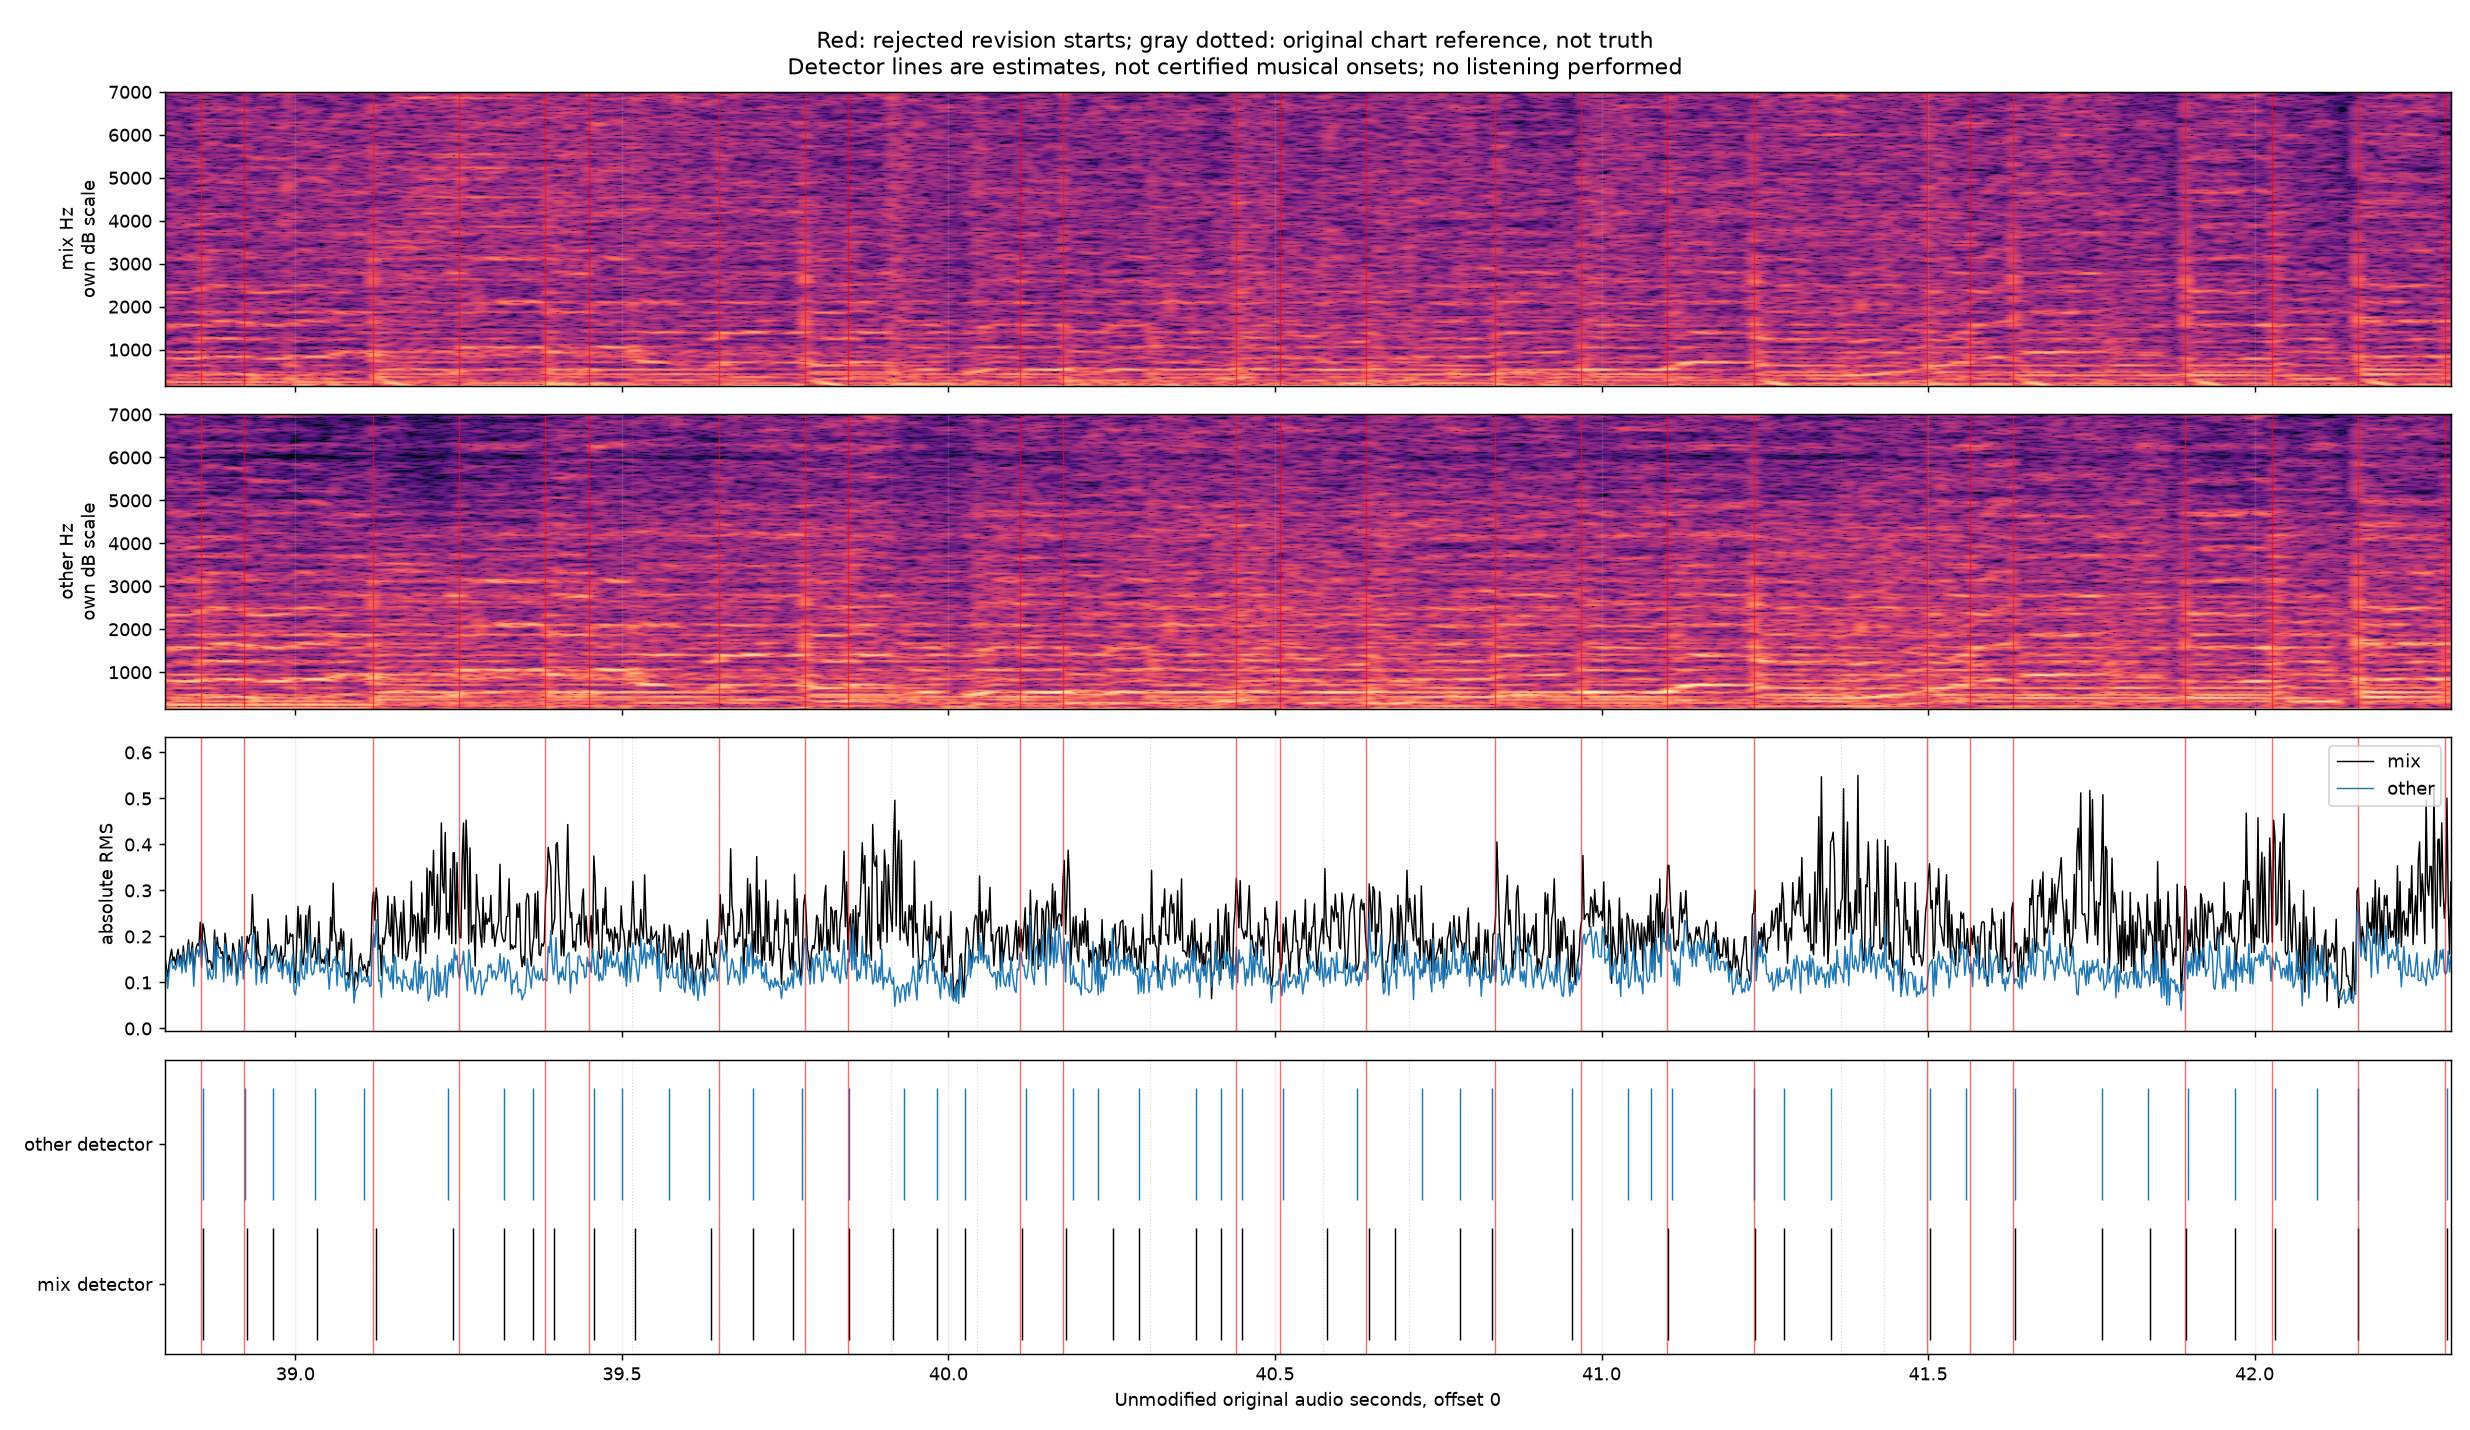 Red: rejected revision starts; gray dotted: original chart reference, not truth
Detector lines are estimates, not certified musical onsets; no listening performed
7000
6000
5000
4000
3000
2000
1000
mix Hz
own dB scale
7000
6000
5000
4000
3000
2000
1000
other Hz
own dB scale
0.6
0.5
0.4
0.3
0.2
0.1
0.0
absolute RMS
mix
other
other detector
mix detector
39.0
39.5
40.0
40.5
41.0
41.5
42.0
Unmodified original audio seconds, offset 0